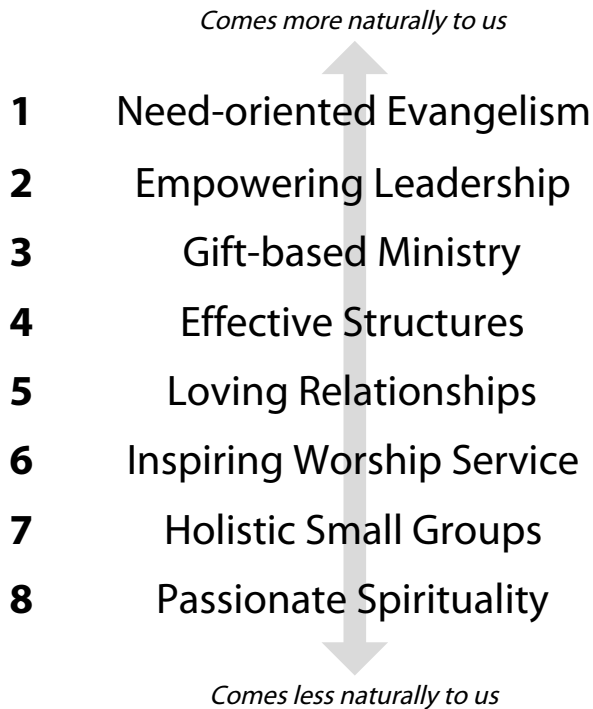 Comes more naturally to us
1 Need-oriented Evangelism
2 Empowering Leadership
3 Gift-based Ministry
4 Effective Structures
5 Loving Relationships
6 Inspiring Worship Service
7 Holistic Small Groups
8 Passionate Spirituality
Comes less naturally to us